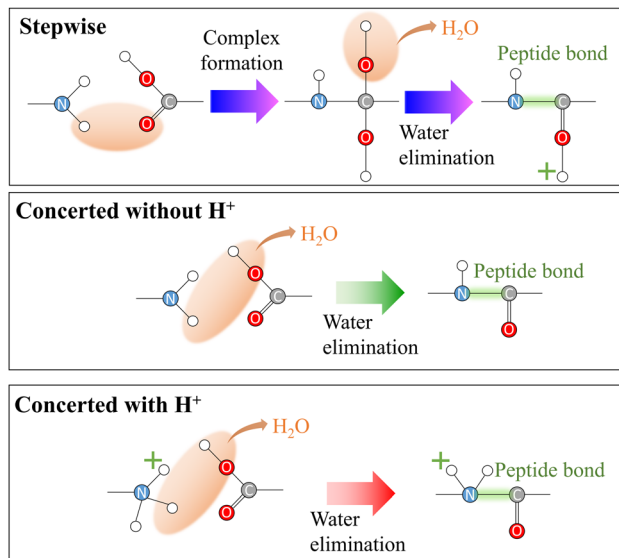 Stepwise
Complex
formation
H₂O
Peptide bond
N
O
C
O
N
C
O
O
N
C
O
Water
elimination
+
Concerted without H⁺
H₂O
Peptide bond
N
O
C
O
N
C
O
Water
elimination
Concerted with H⁺
H₂O
+
+
Peptide bond
N
O
C
O
N
C
O
Water
elimination